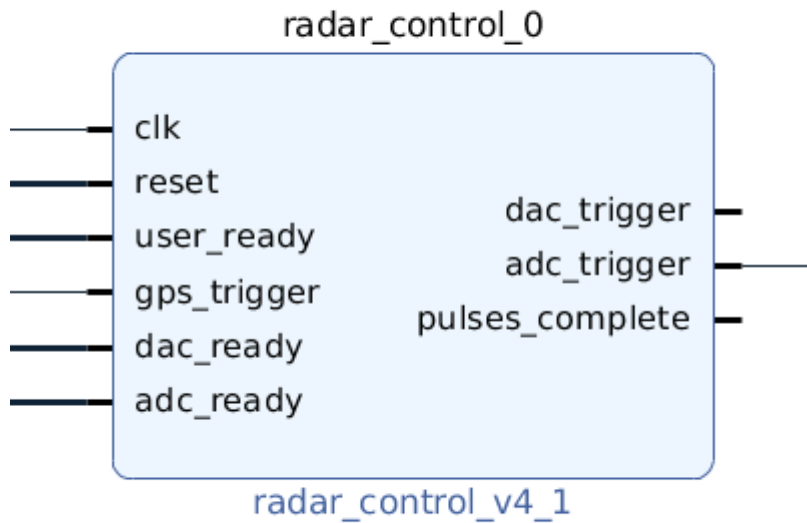 radar_control_0
clk
reset
user_ready
gps_trigger
dac_ready
adc_ready
dac_trigger
adc_trigger
pulses_complete
radar_control_v4_1